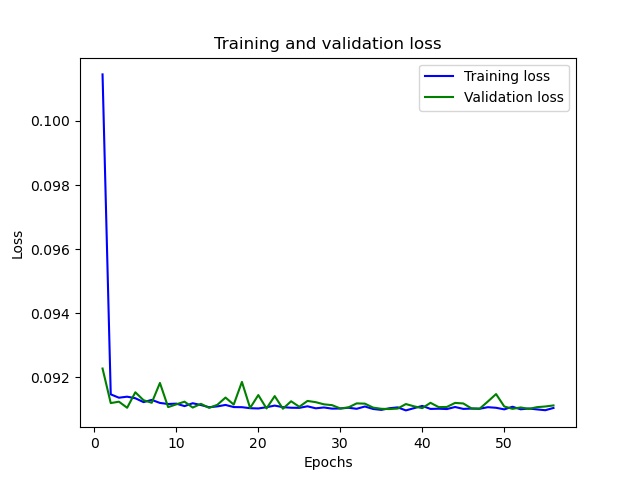 Training and validation loss
Training loss
Validation loss
0.100
0.098
0.096
0.094
0.092
Loss
0 10 20 30 40 50
Epochs